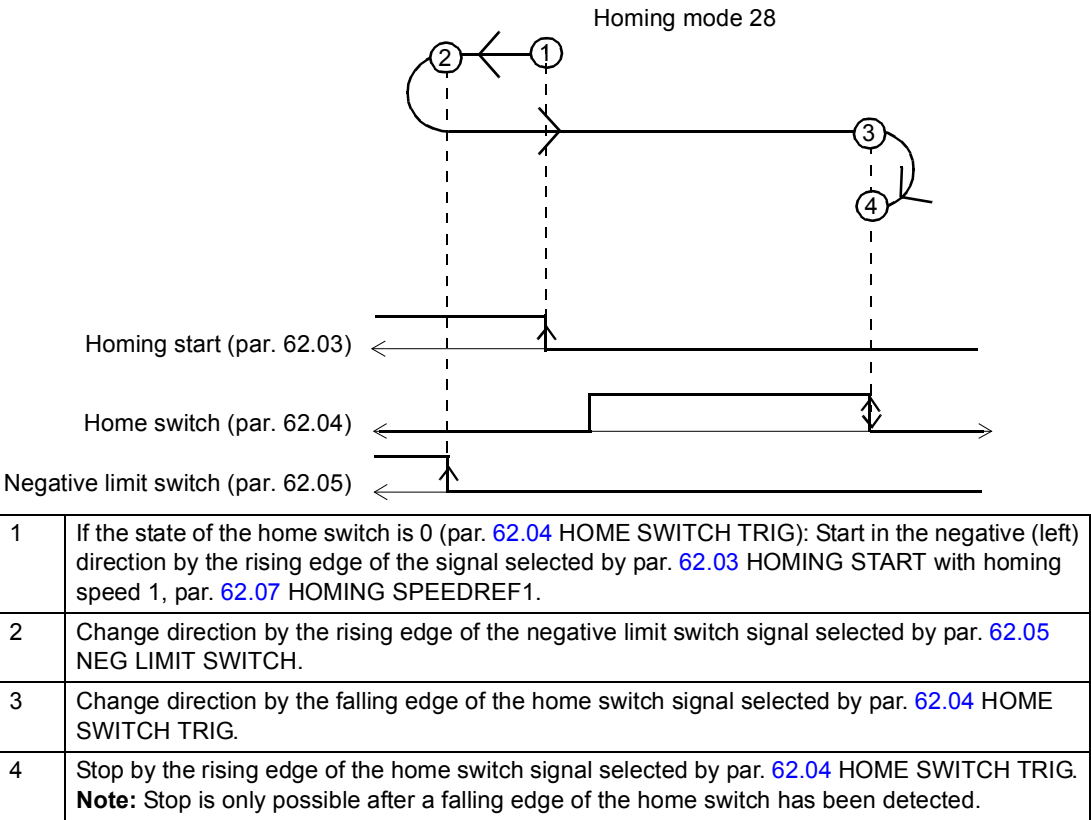 Homing mode 28
2
1
3
4
Homing start (par. 62.03)
Home switch (par. 62.04)
Negative limit switch (par. 62.05)
1 If the state of the home switch is 0 (par. 62.04 HOME SWITCH TRIG): Start in the negative (left)
direction by the rising edge of the signal selected by par. 62.03 HOMING START with homing
speed 1, par. 62.07 HOMING SPEEDREF1.
2 Change direction by the rising edge of the negative limit switch signal selected by par. 62.05
NEG LIMIT SWITCH.
3 Change direction by the falling edge of the home switch signal selected by par. 62.04 HOME
SWITCH TRIG.
4 Stop by the rising edge of the home switch signal selected by par. 62.04 HOME SWITCH TRIG.
Note: Stop is only possible after a falling edge of the home switch has been detected.